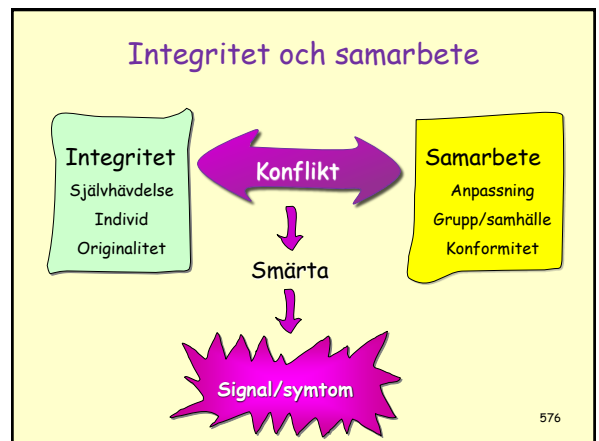 Integritet och samarbete
Integritet
Självhävdelse
Individ
Originalitet
Konflikt
Samarbete
Anpassning
Grupp/samhälle
Konformitet
Smärta
Signal/symtom
576